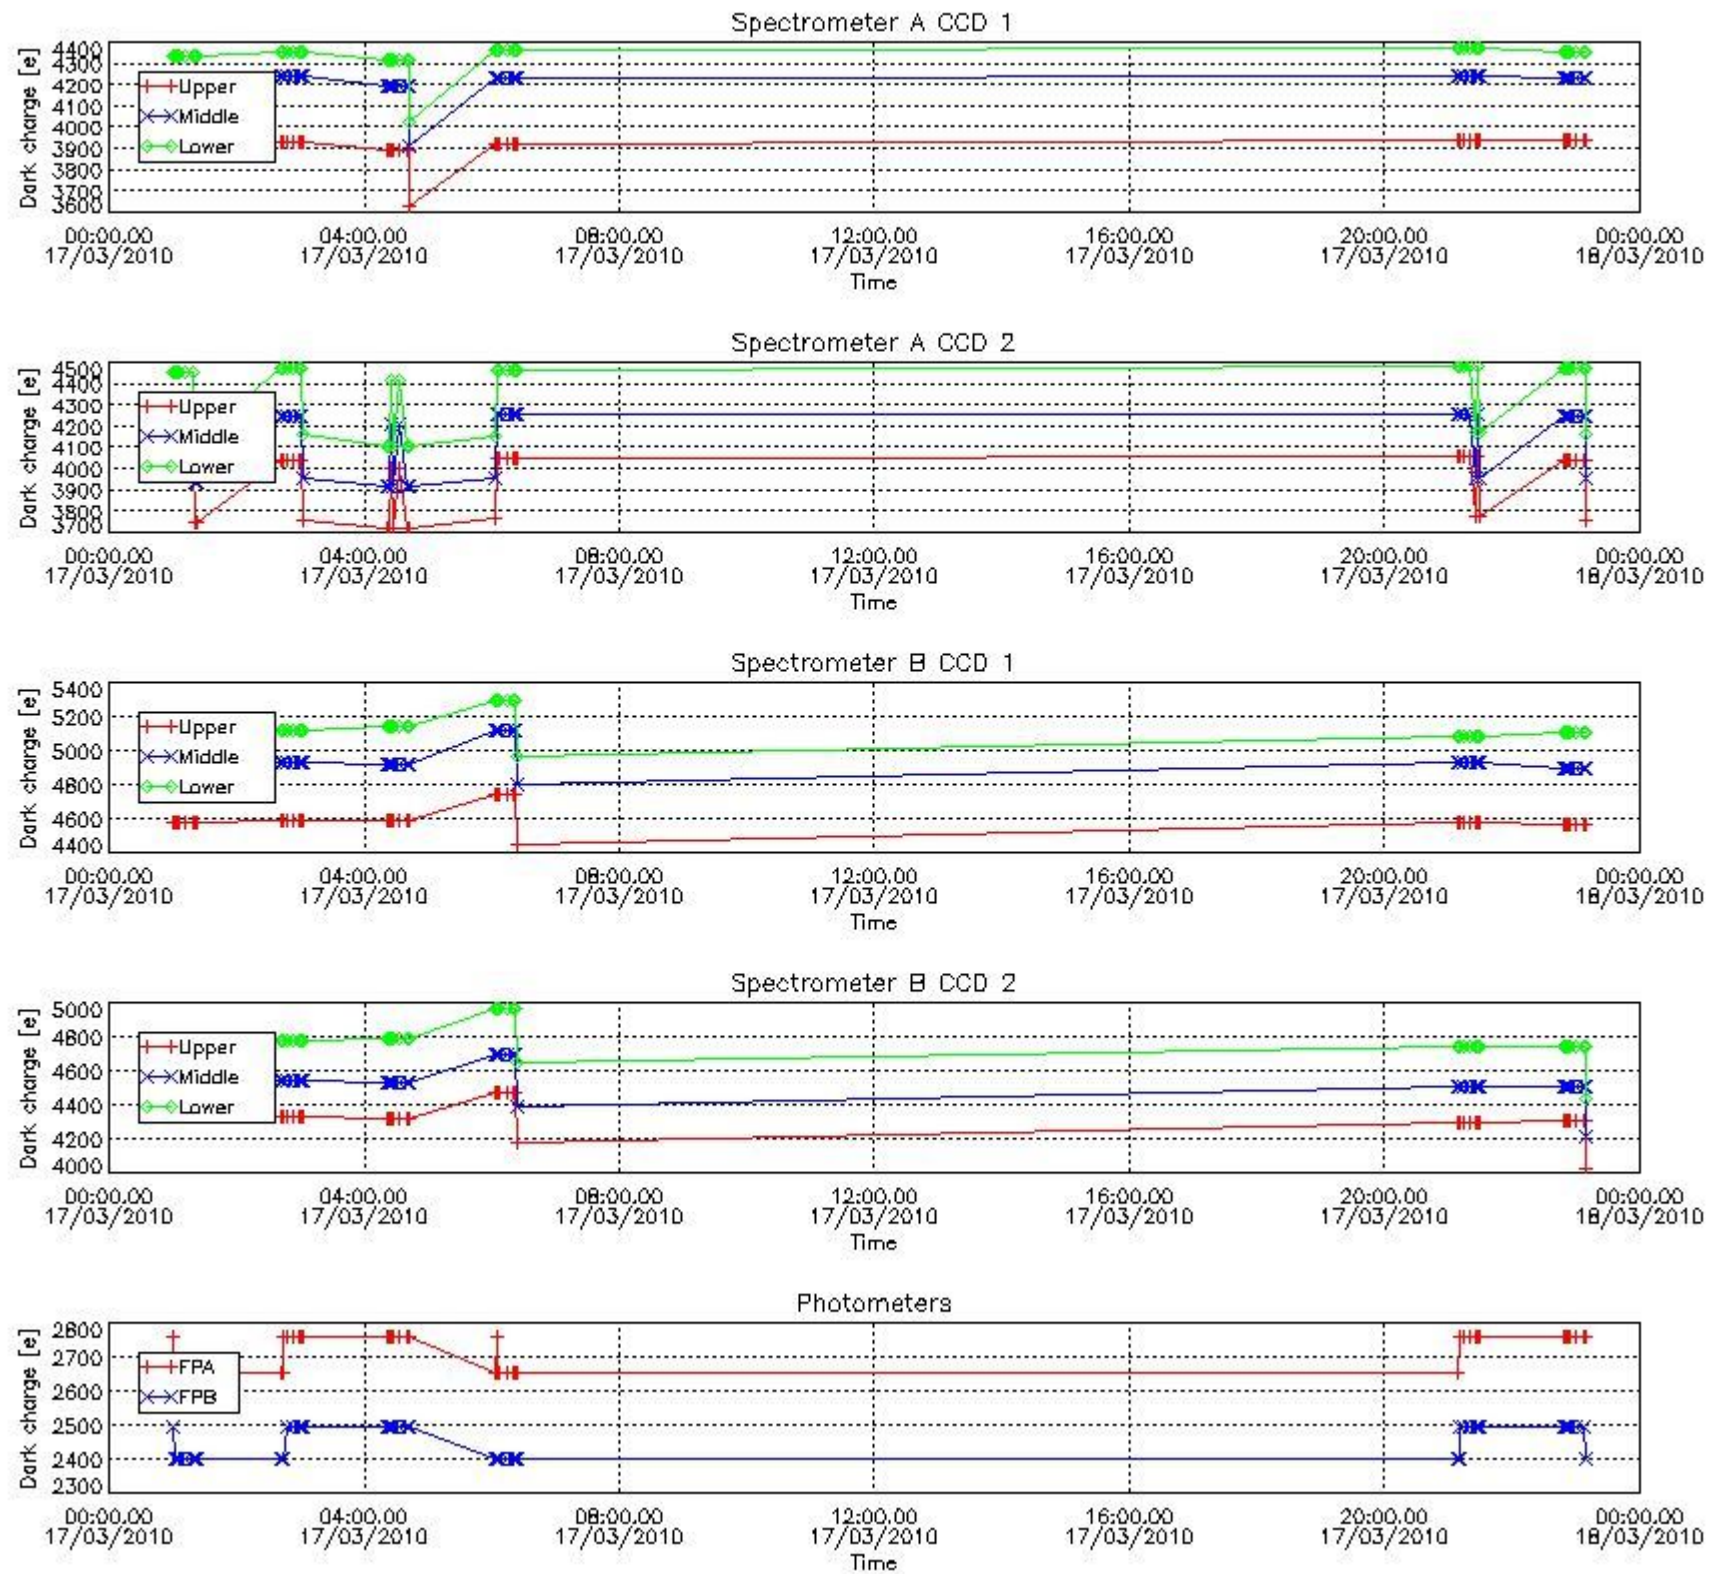 Spectrometer A CCD 1
Dark charge [e]
4400
4300
4200
4100
4000
3900
3800
3700
3600
Upper
Middle
Lower
00:00.00 04:00.00 08:00.00 12:00.00 16:00.00 20:00.00 00:00.00
17/03/2010 17/03/2010 17/03/2010 17/03/2010 17/03/2010 17/03/2010 18/03/2010
Time
Spectrometer A CCD 2
Dark charge [e]
4500
4400
4300
4200
4100
4000
3900
3800
3700
Upper
Middle
Lower
00:00.00 04:00.00 08:00.00 12:00.00 16:00.00 20:00.00 00:00.00
17/03/2010 17/03/2010 17/03/2010 17/03/2010 17/03/2010 17/03/2010 18/03/2010
Time
Spectrometer B CCD 1
Dark charge [e]
5400
5200
5000
4800
4600
4400
Upper
Middle
Lower
00:00.00 04:00.00 08:00.00 12:00.00 16:00.00 20:00.00 00:00.00
17/03/2010 17/03/2010 17/03/2010 17/03/2010 17/03/2010 17/03/2010 18/03/2010
Time
Spectrometer B CCD 2
Dark charge [e]
5000
4800
4600
4400
4200
4000
Upper
Middle
Lower
00:00.00 04:00.00 08:00.00 12:00.00 16:00.00 20:00.00 00:00.00
17/03/2010 17/03/2010 17/03/2010 17/03/2010 17/03/2010 17/03/2010 18/03/2010
Time
Photometers
Dark charge [e]
2800
2700
2600
2500
2400
2300
FPA
FPB
00:00.00 04:00.00 08:00.00 12:00.00 16:00.00 20:00.00 00:00.00
17/03/2010 17/03/2010 17/03/2010 17/03/2010 17/03/2010 17/03/2010 18/03/2010
Time